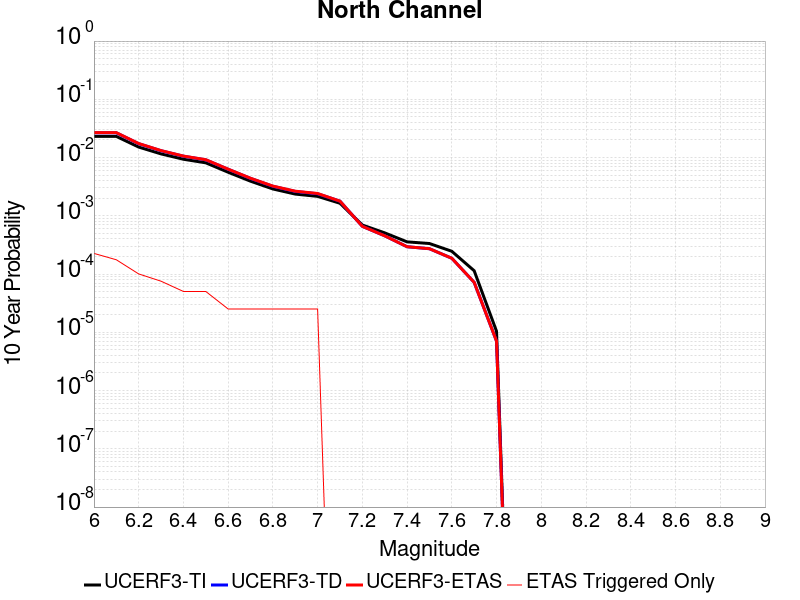 North Channel
10 0
10 -1
10 -2
10 -3
10 -4
10 -5
10 -6
10 -7
10 -8
10 Year Probability
6 6.2 6.4 6.6 6.8 7 7.2 7.4 7.6 7.8 8 8.2 8.4 8.6 8.8 9
Magnitude
UCERF3-TI UCERF3-TD UCERF3-ETAS ETAS Triggered Only